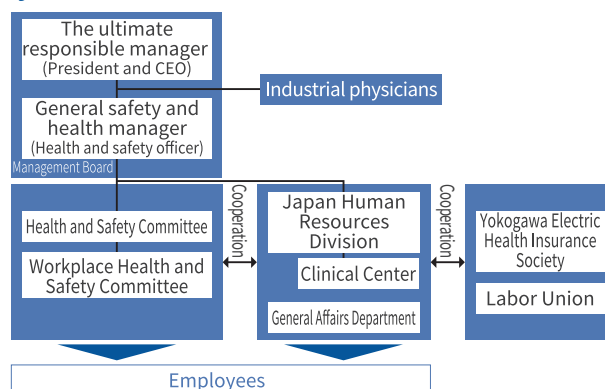 The ultimate
responsible manager
(President and CEO)
Industrial physicians
General safety and
health manager
(Health and safety officer)
Management Board
Health and Safety Committee
Workplace Health and
Safety Committee
Cooperation
Japan Human
Resources
Division
Clinical Center
General Affairs Department
Cooperation
Yokogawa Electric
Health Insurance
Society
Labor Union
Employees